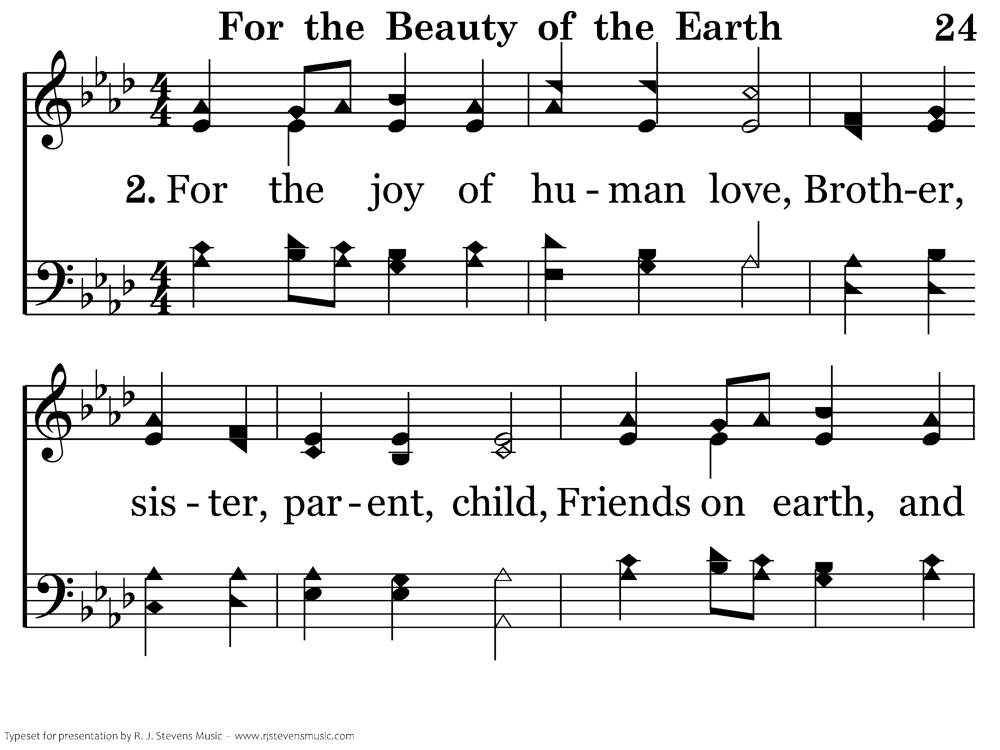 For the Beauty of the Earth 24
2. For the joy of hu - man love, Broth-er,
sis - ter, par - ent, child, Friends on earth, and
Typeset for presentation by R. J. Stevens Music - www.rjstevensmusic.com